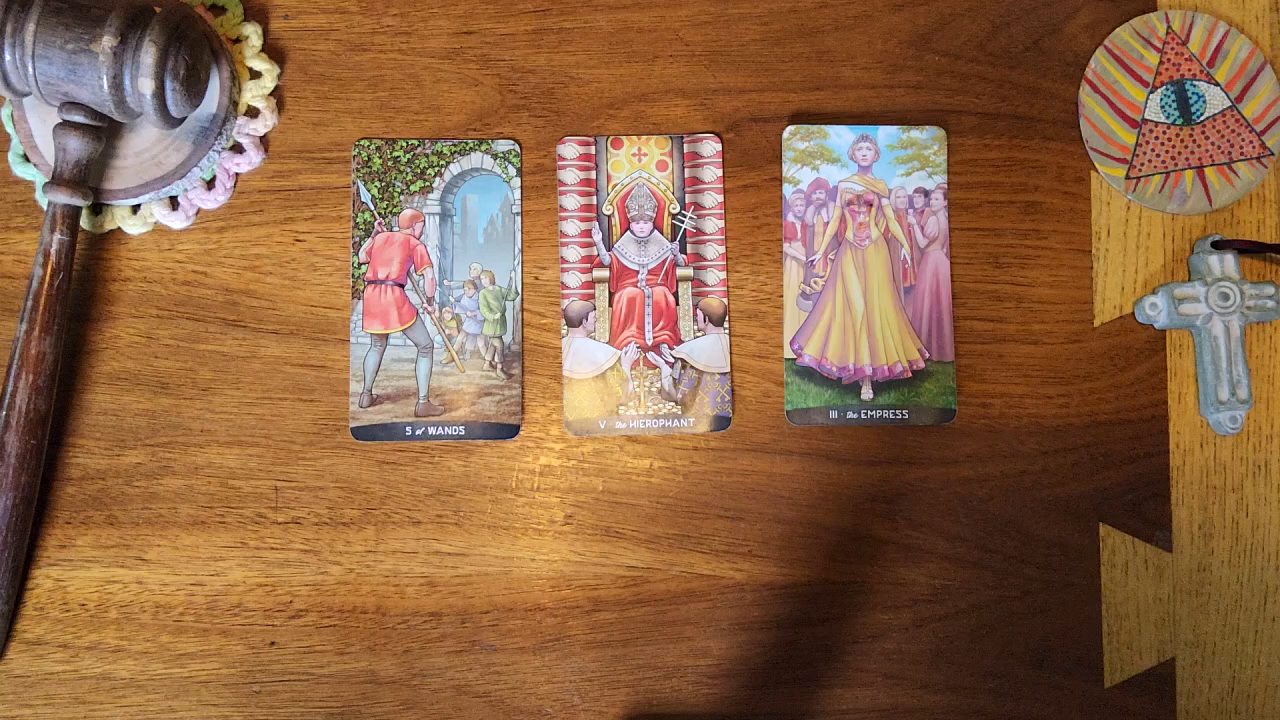 5 of WANDS
V · the HIEROPHANT
III · the EMPRESS